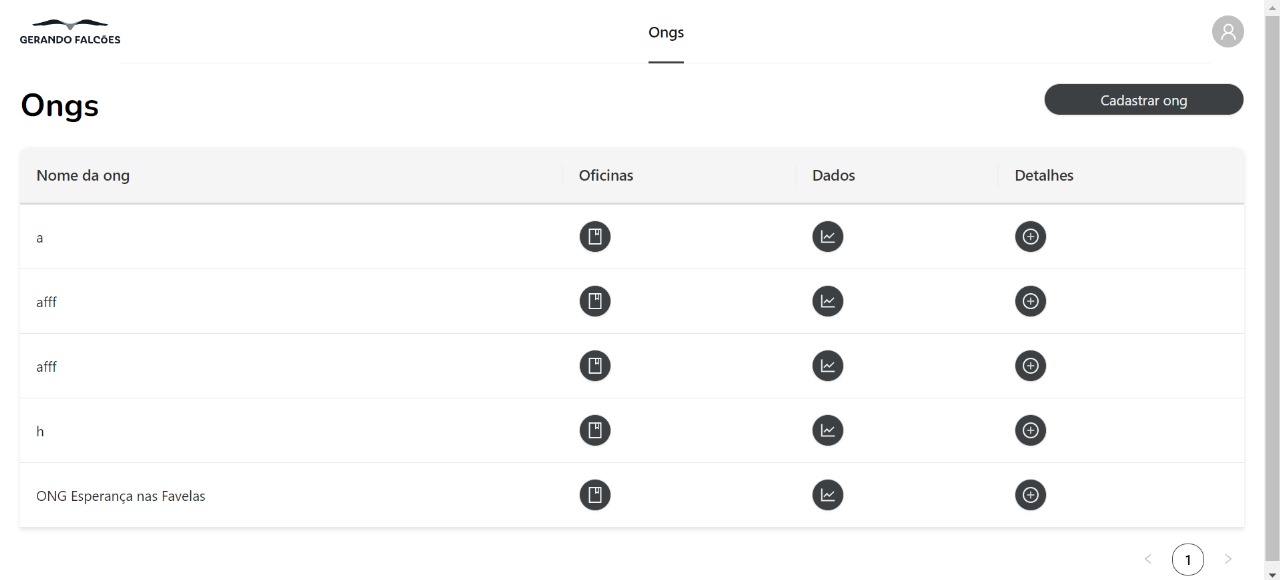 GERANDO FALCÕES
Ongs
Ongs
Cadastrar ong
Nome da ong Oficinas Dados Detalhes
a
afff
afff
h
ONG Esperança nas Favelas
1